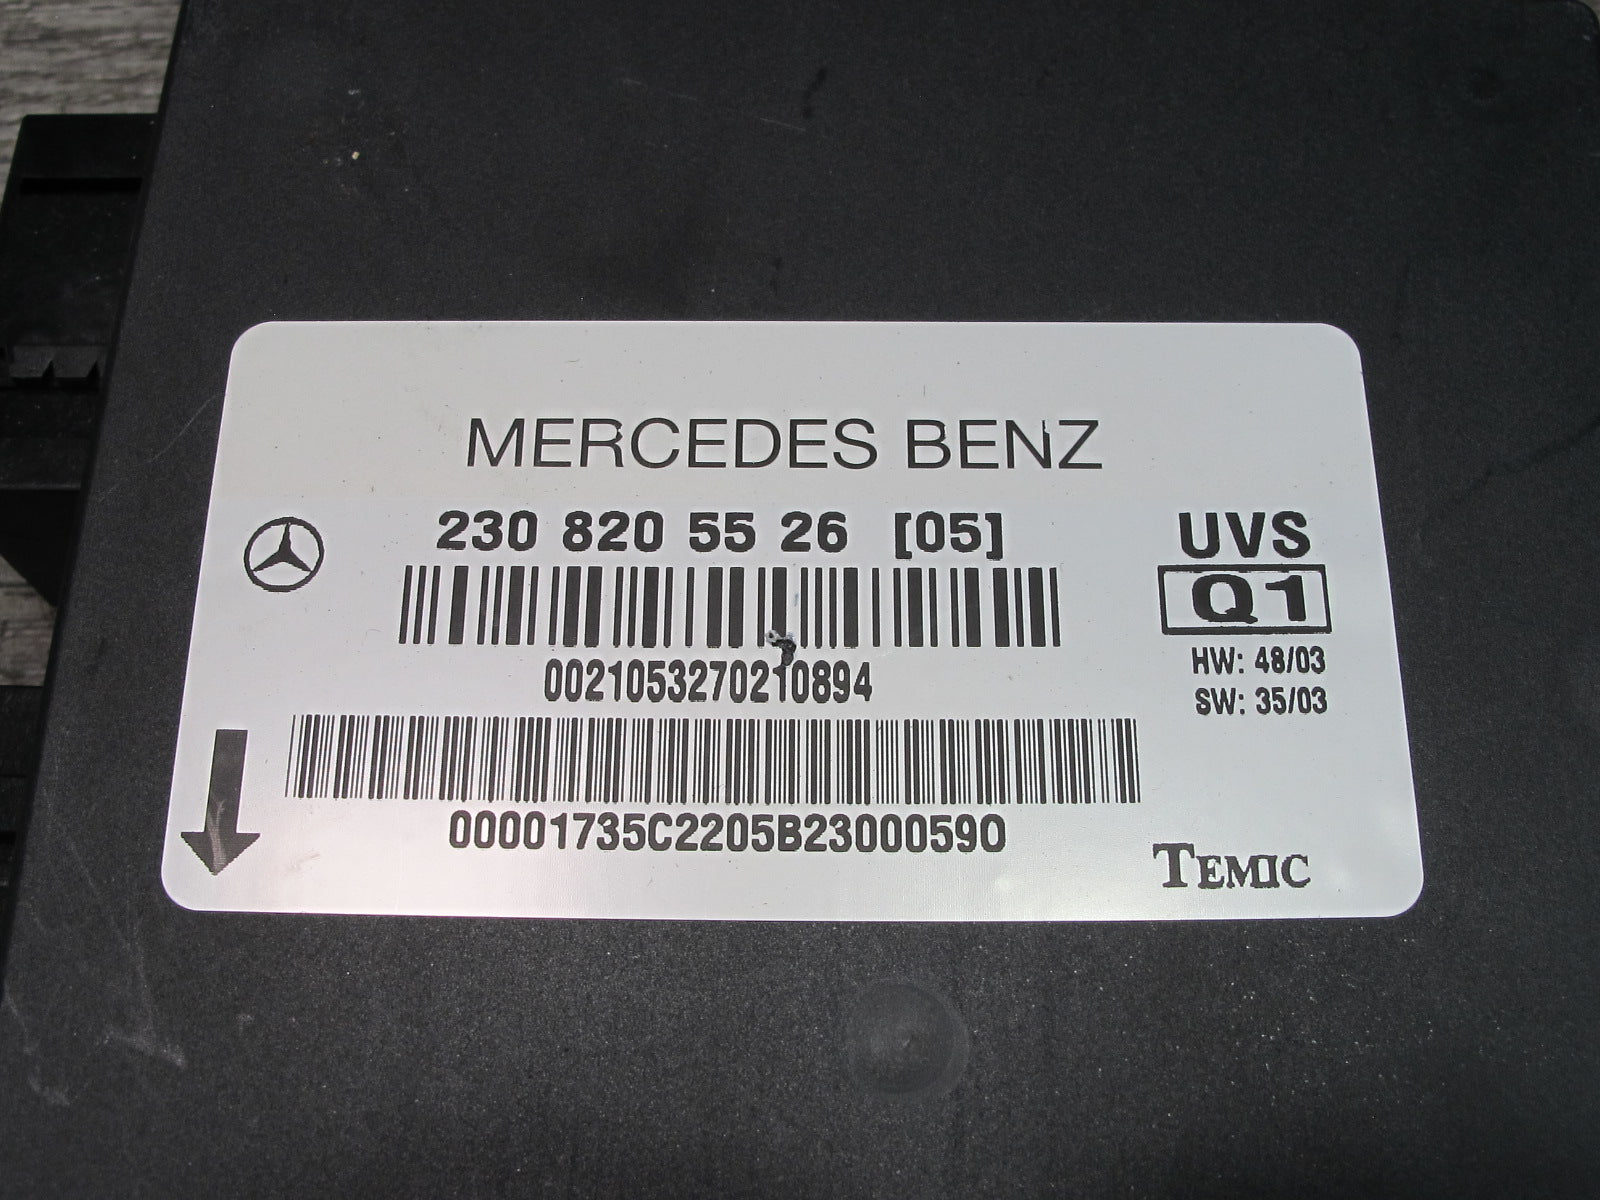 MERCEDES BENZ
230 820 55 26 [05]
UVS
Q1
HW: 48/03
SW: 35/03
0021053270210894
00001735C2205B23000590
TEMIC